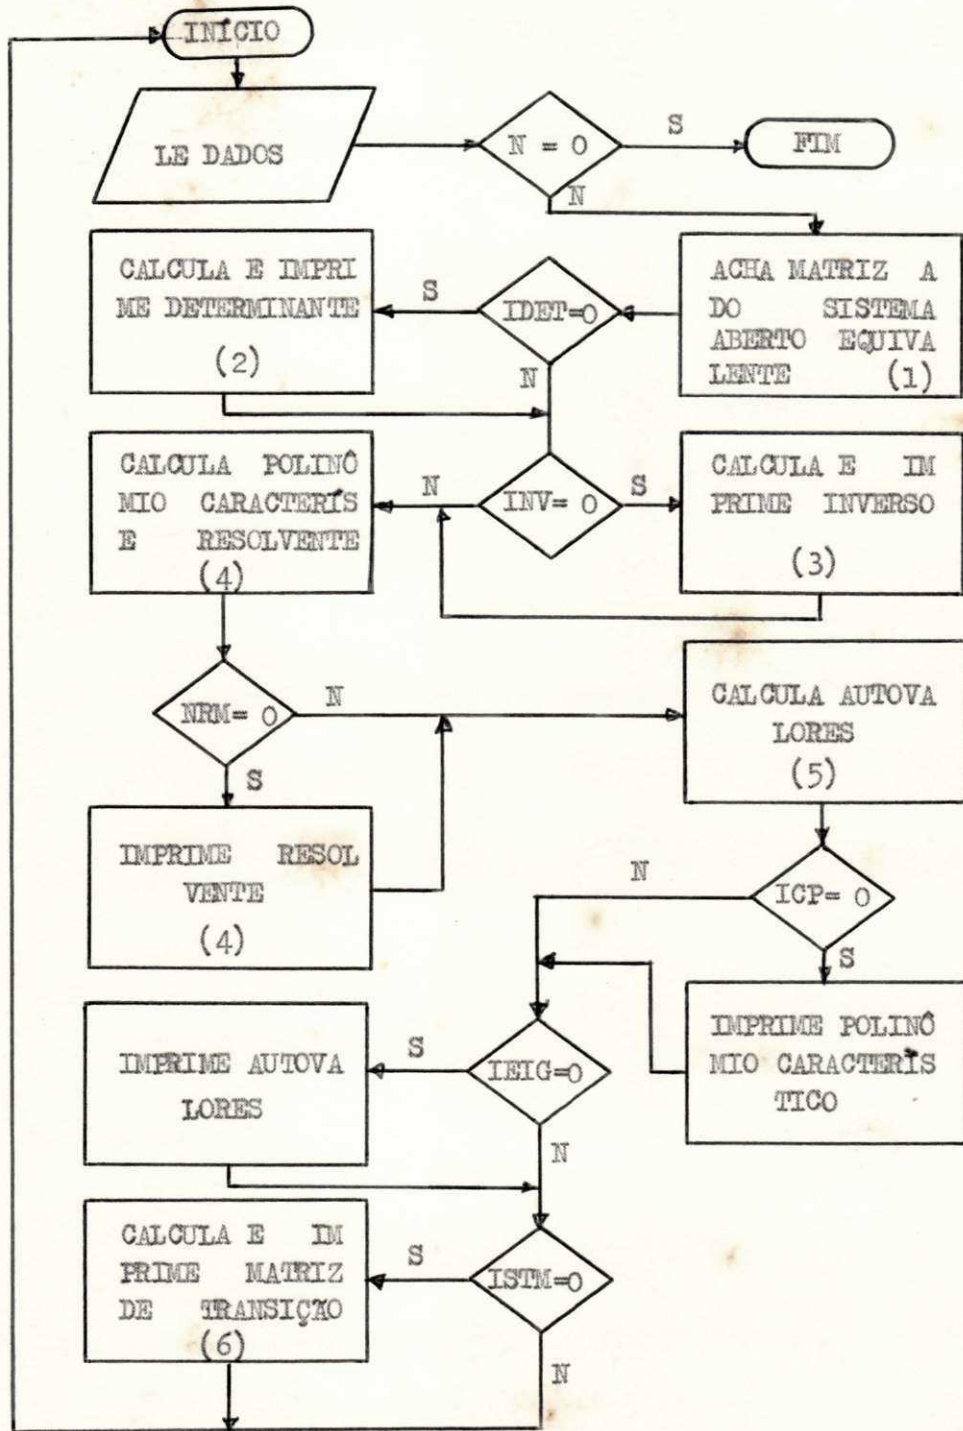 INÍCIO
LE DADOS
N = 0
S
FIM
N
CALCULA E IMPRI
ME DETERMINANTE
(2)
S
IDET=0
N
ACHA MATRIZ A
DO SISTEMA
ABERTO EQUIVA
LENTE (1)
CALCULA POLINÔ
MIO CARACTERÍS
E RESOLVENTE
(4)
N
INV= 0
S
CALCULA E IM
PRIME INVERSO
(3)
NRM= 0
N
S
CALCULA AUTOVA
LORES
(5)
IMPRIME RESOL
VENTE
(4)
N
ICP= 0
S
IMPRIME POLINÔ
MIO CARACTERÍS
TICO
IMPRIME AUTOVA
LORES
S
IEIG=0
N
CALCULA E IM
PRIME MATRIZ
DE TRANSIÇÃO
(6)
S
ISTM=0
N